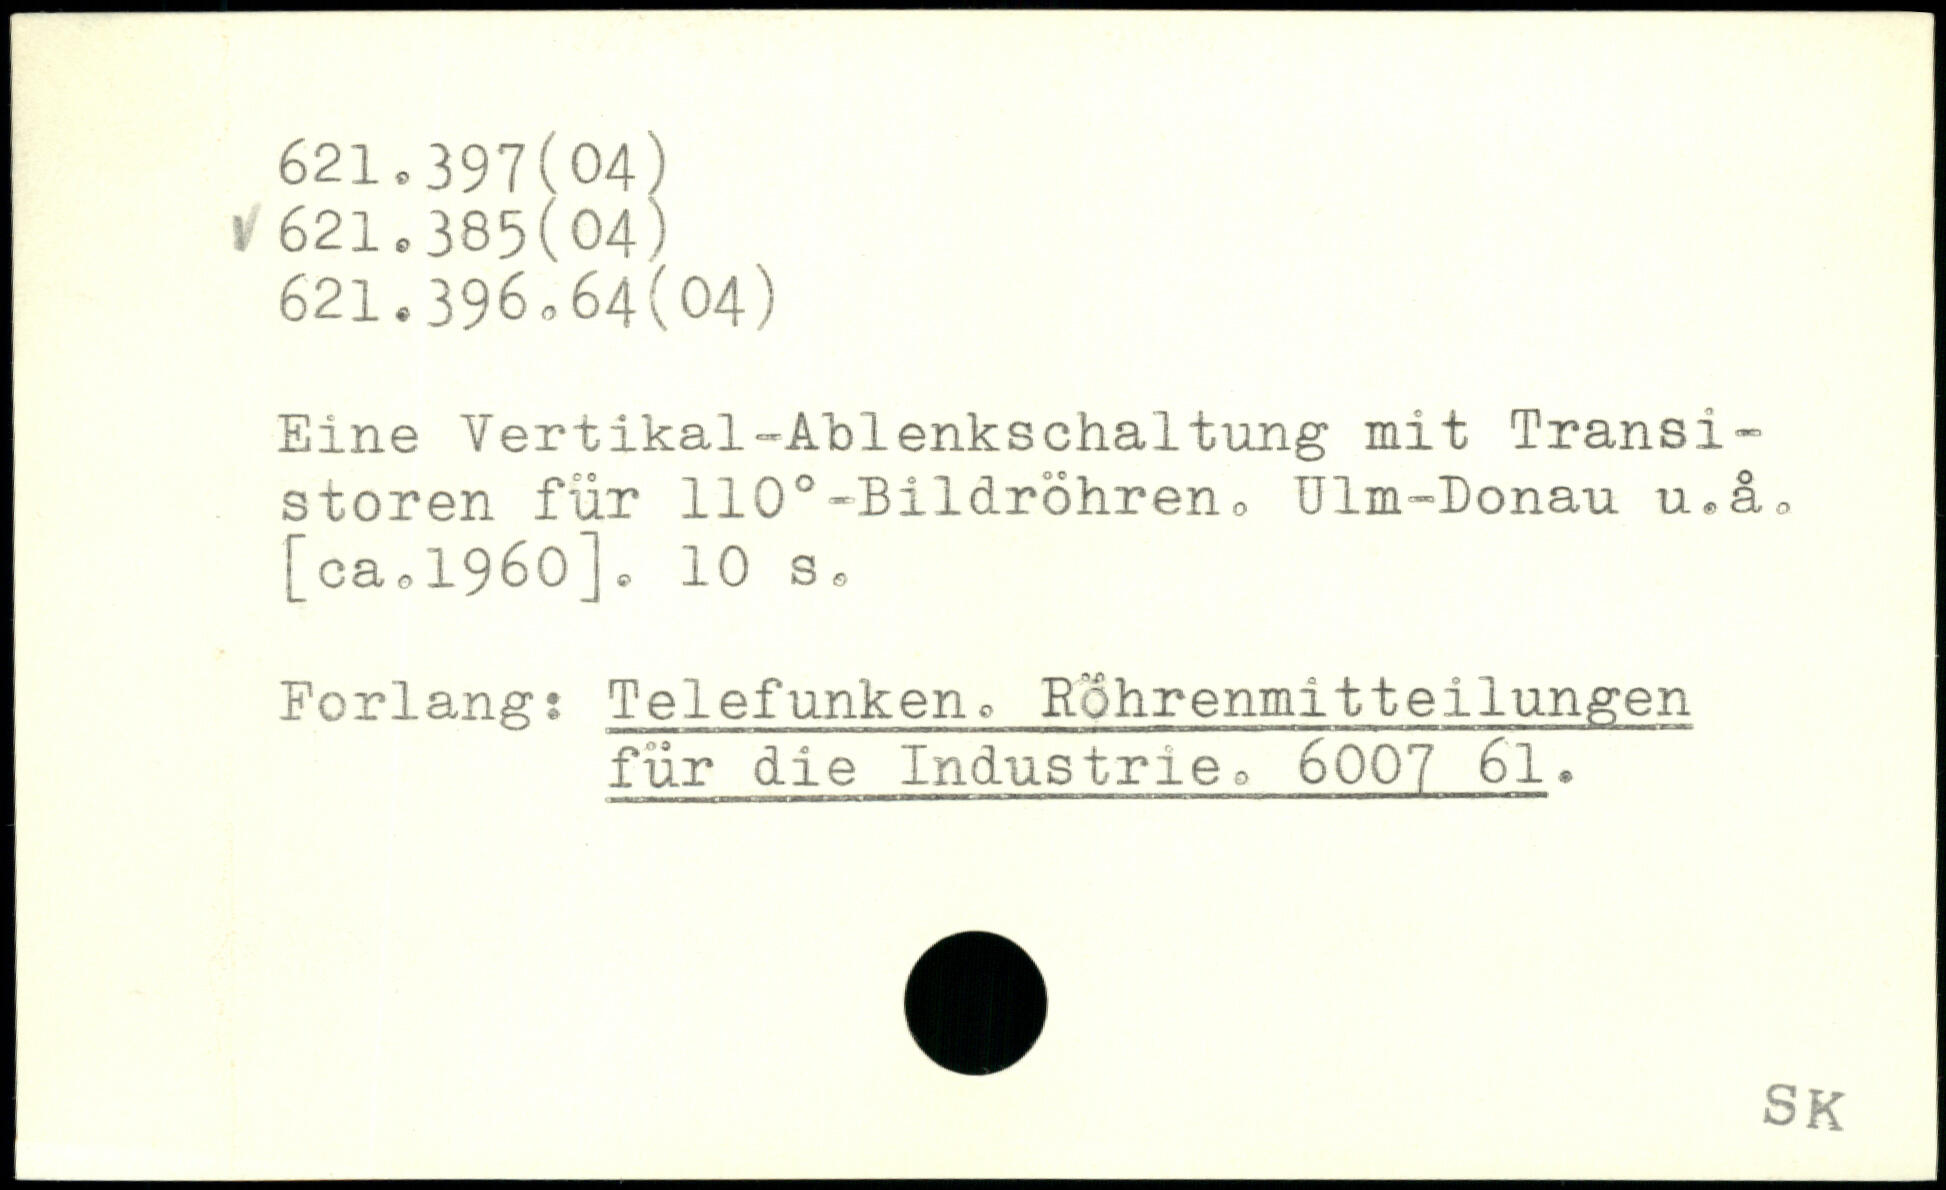 621.397(04)
✓ 621.385(04)
621.396.64(04)
Eine Vertikal-Ablenkschaltung mit Transi-
storen für 110°-Bildröhren. Ulm-Donau u.å.
[ca.1960]. 10 s.
Forlang: Telefunken. Röhrenmitteilungen
für die Industrie. 6007 61.
SK